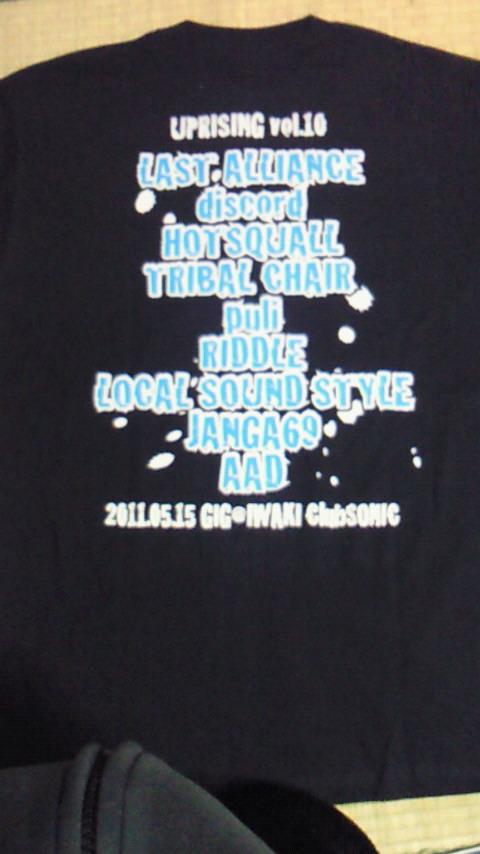 UPRISING vol.10
LAST ALLIANCE
discord
HOTSQUALL
TRIBAL CHAIR
puli
RIDDLE
LOCAL SOUND STYLE
JANGA69
AAD
2011.05.15 GIG@IWAKI ClubSONIC